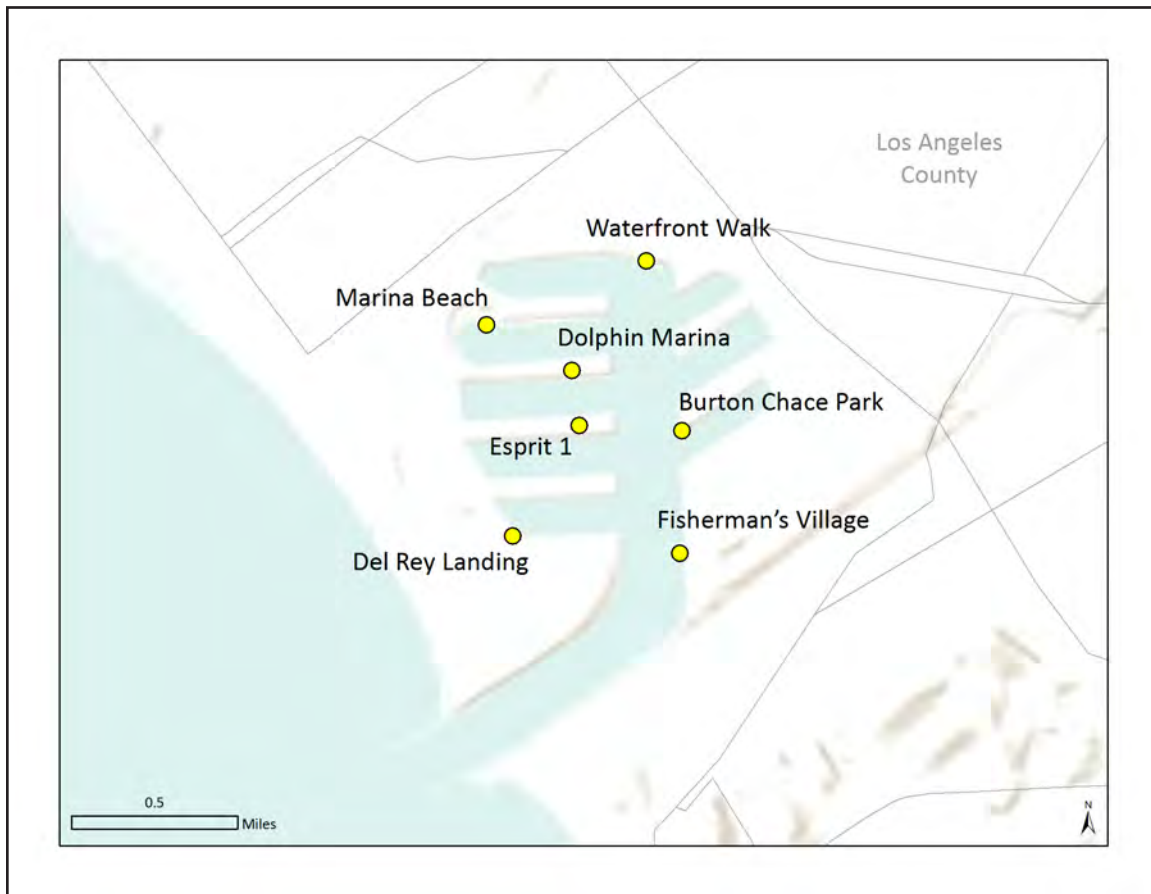 Los Angeles
County
Waterfront Walk
Marina Beach
Dolphin Marina
Burton Chace Park
Esprit 1
Fisherman’s Village
Del Rey Landing
0.5
Miles
N